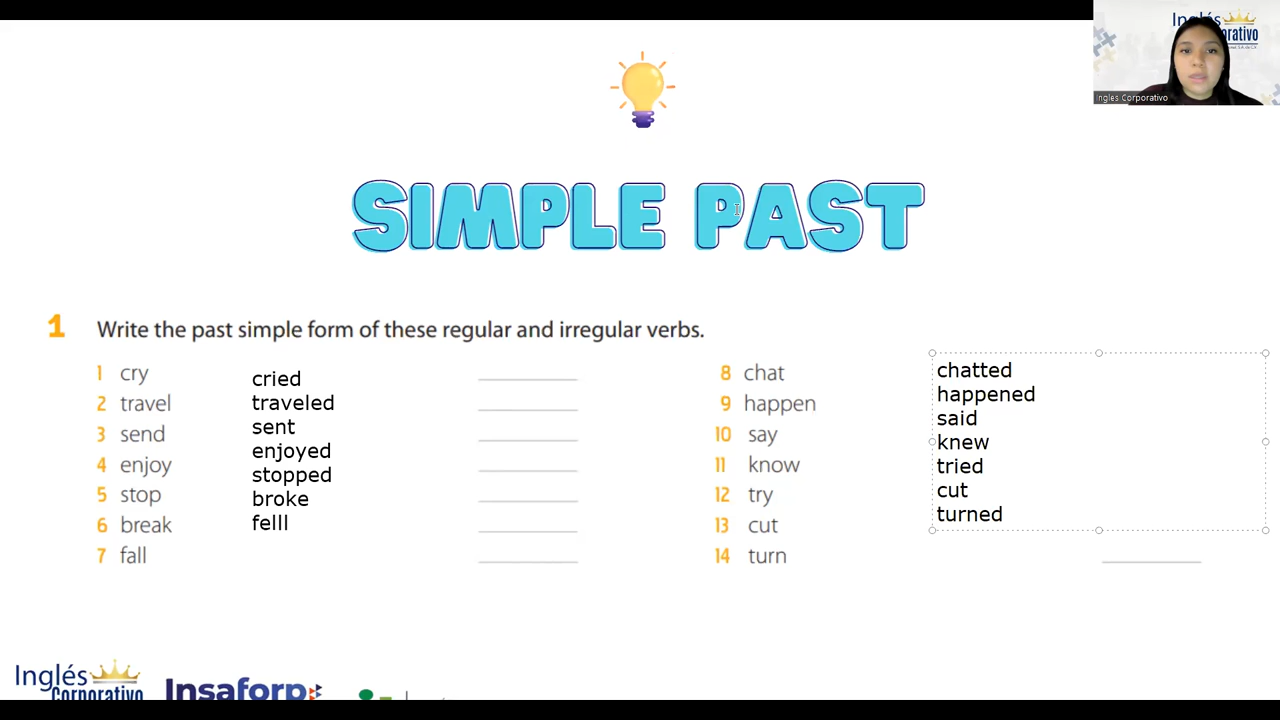 Inglés
Corporativo
Ingles Corporativo
SIMPLE PAST
1 Write the past simple form of these regular and irregular verbs.
1 cry cried
2 travel traveled
3 send sent
4 enjoy enjoyed
5 stop stopped
6 break broke
7 fall felll
8 chat chatted
9 happen happened
10 say said
11 know knew
12 try tried
13 cut cut
14 turn turned
Inglés
Corporativo
Insaforp